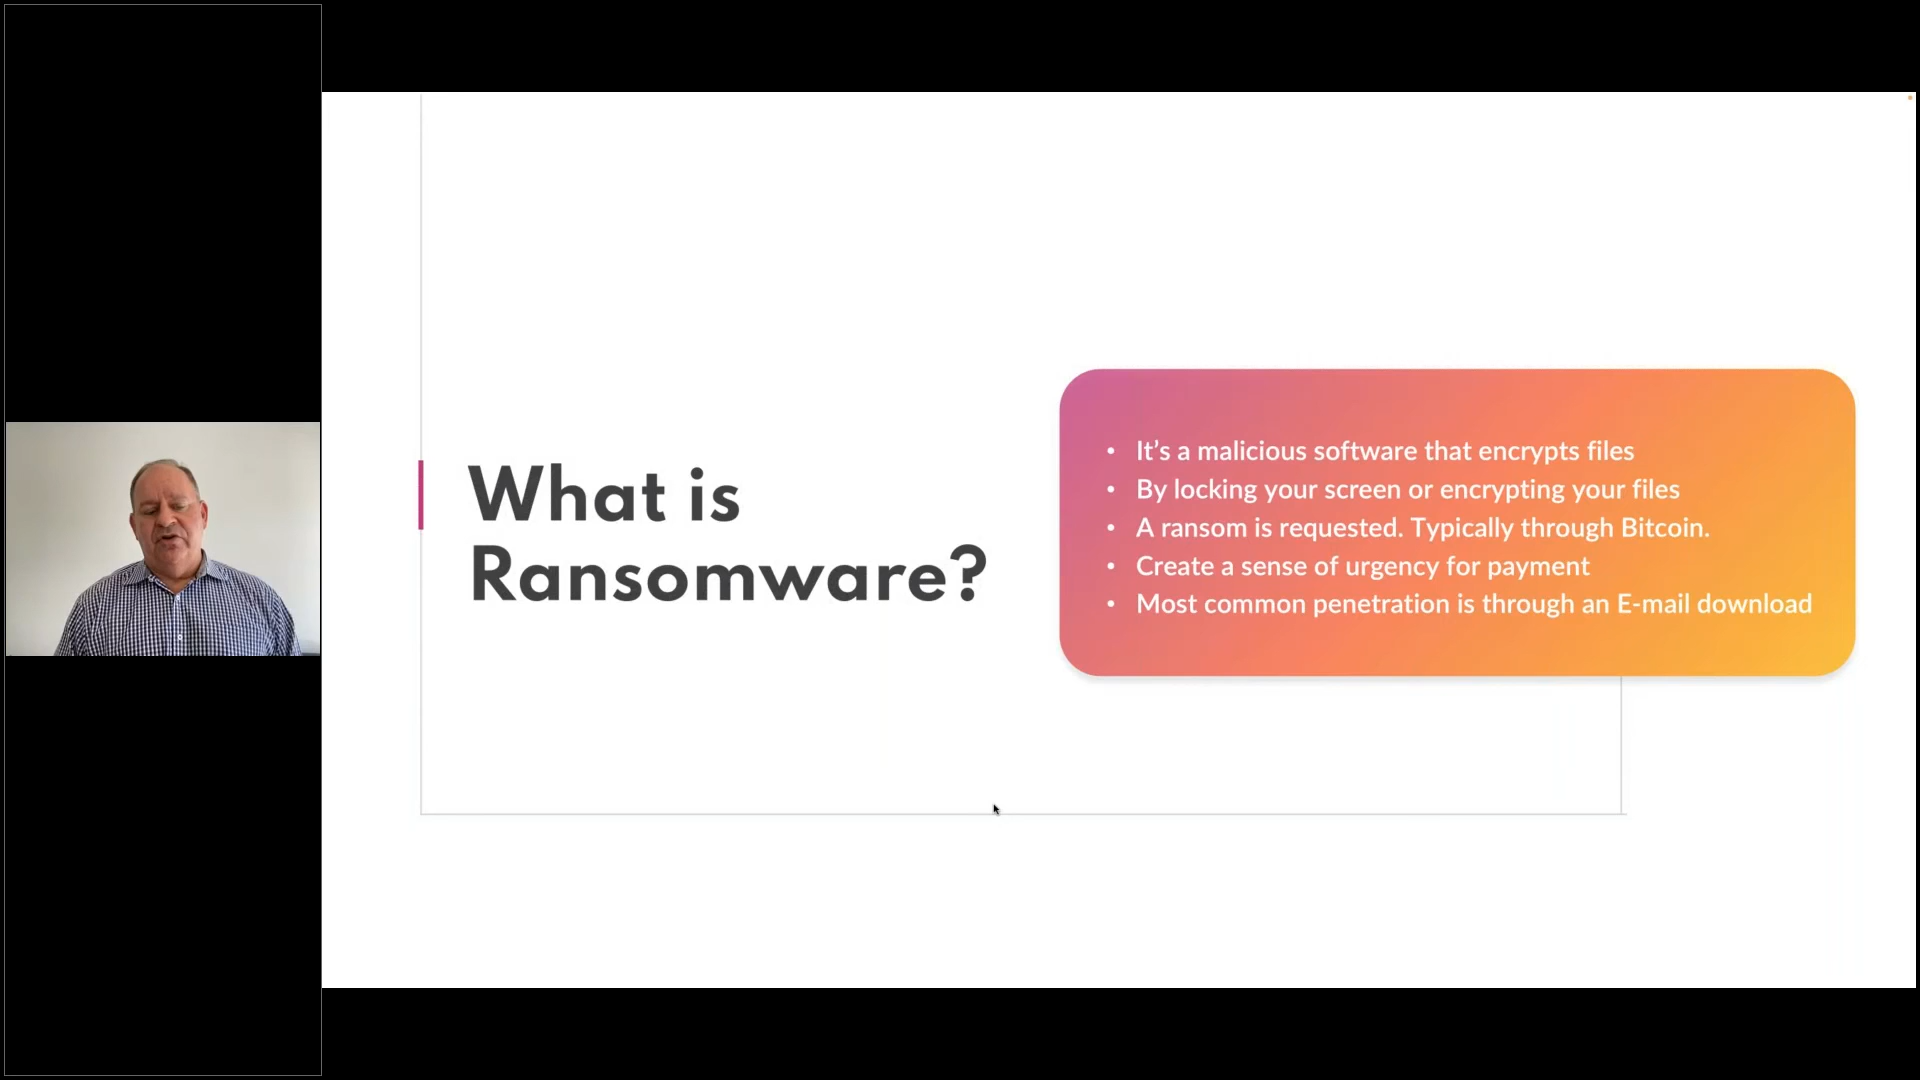 What is
Ransomware?
• It’s a malicious software that encrypts files
• By locking your screen or encrypting your files
• A ransom is requested. Typically through Bitcoin.
• Create a sense of urgency for payment
• Most common penetration is through an E-mail download